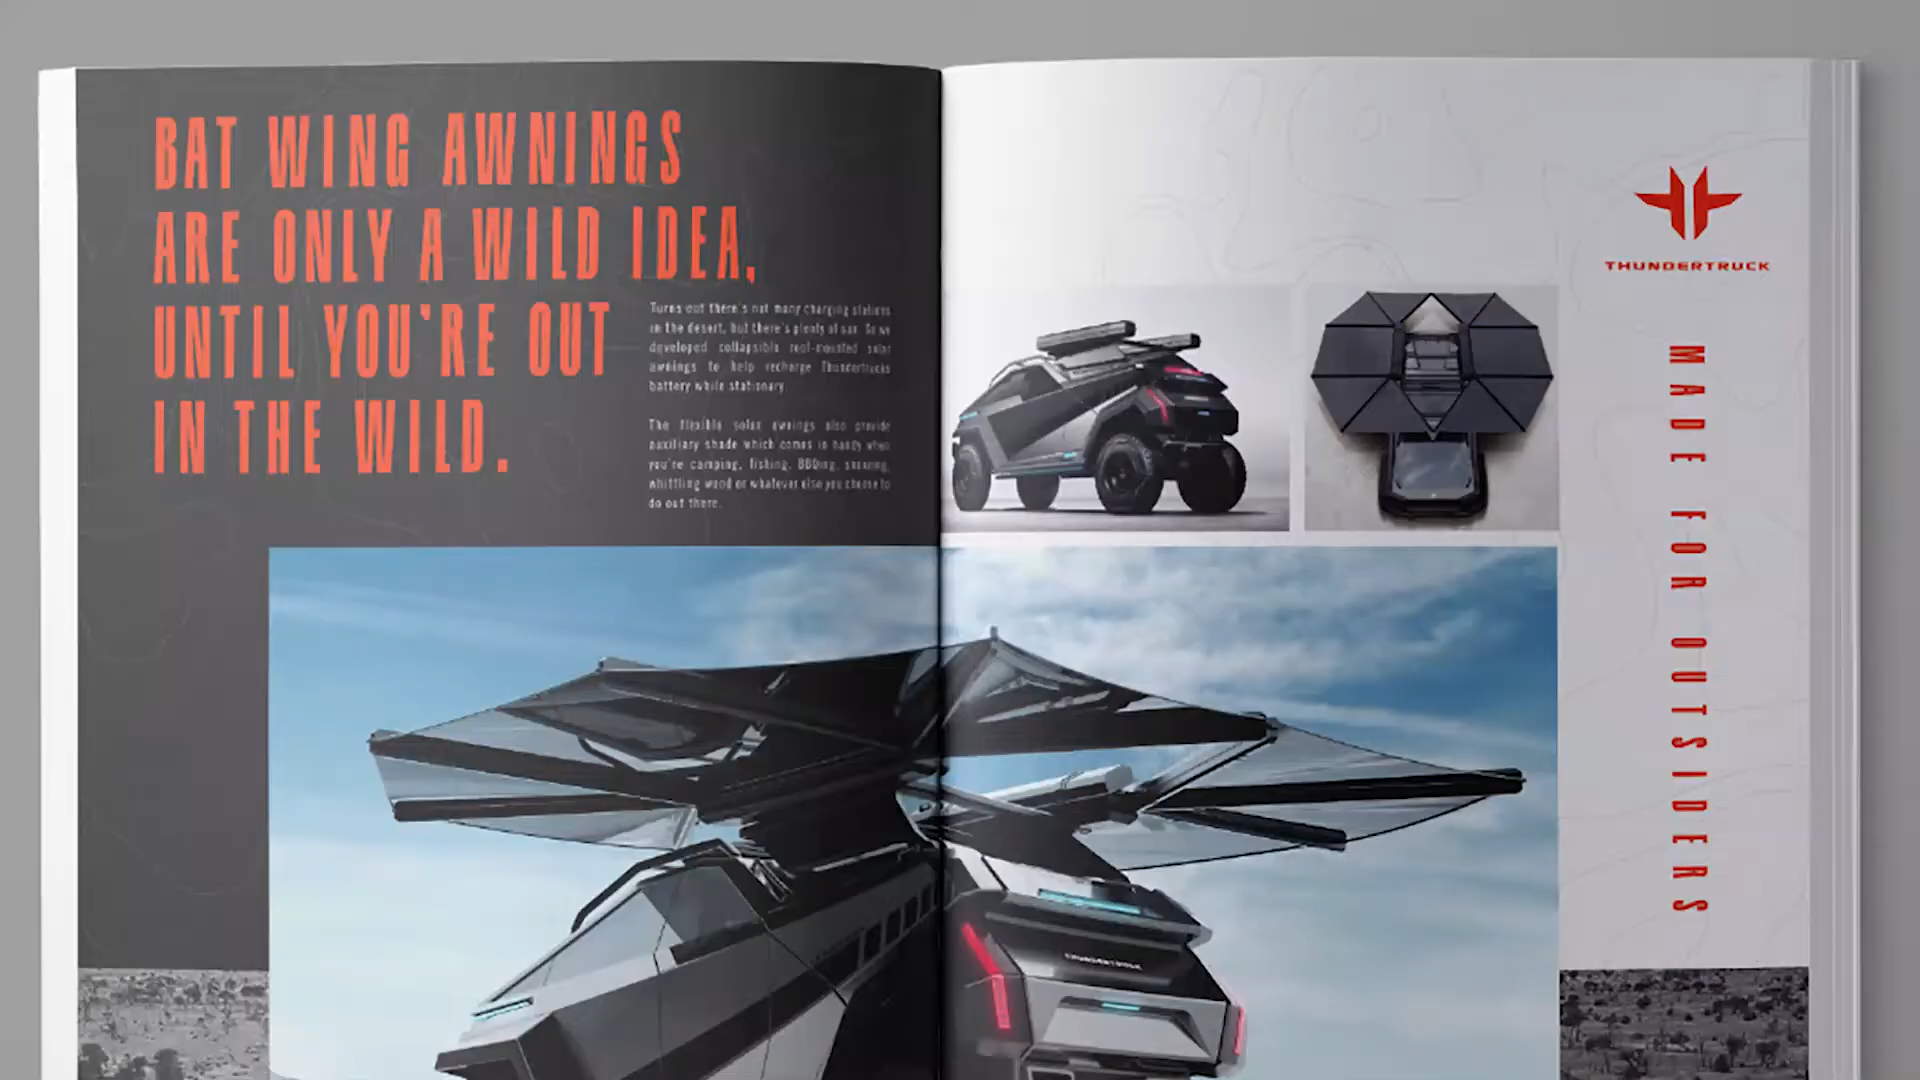 BAT WING AWNINGS
ARE ONLY A WILD IDEA,
UNTIL YOU'RE OUT
IN THE WILD.
Turns out there's not many charging stations
in the desert, but there's plenty of sun. So we
developed collapsible roof-mounted solar
awnings to help recharge Thundertrucks
battery while stationary.
The flexible solar awnings also provide
auxiliary shade which comes in handy when
you're camping, fishing, BBQing, snoozing,
whittling wood or whatever else you choose to
do out there.
THUNDERTRUCK
MADE FOR OUTSIDERS
THUNDERTRUCK